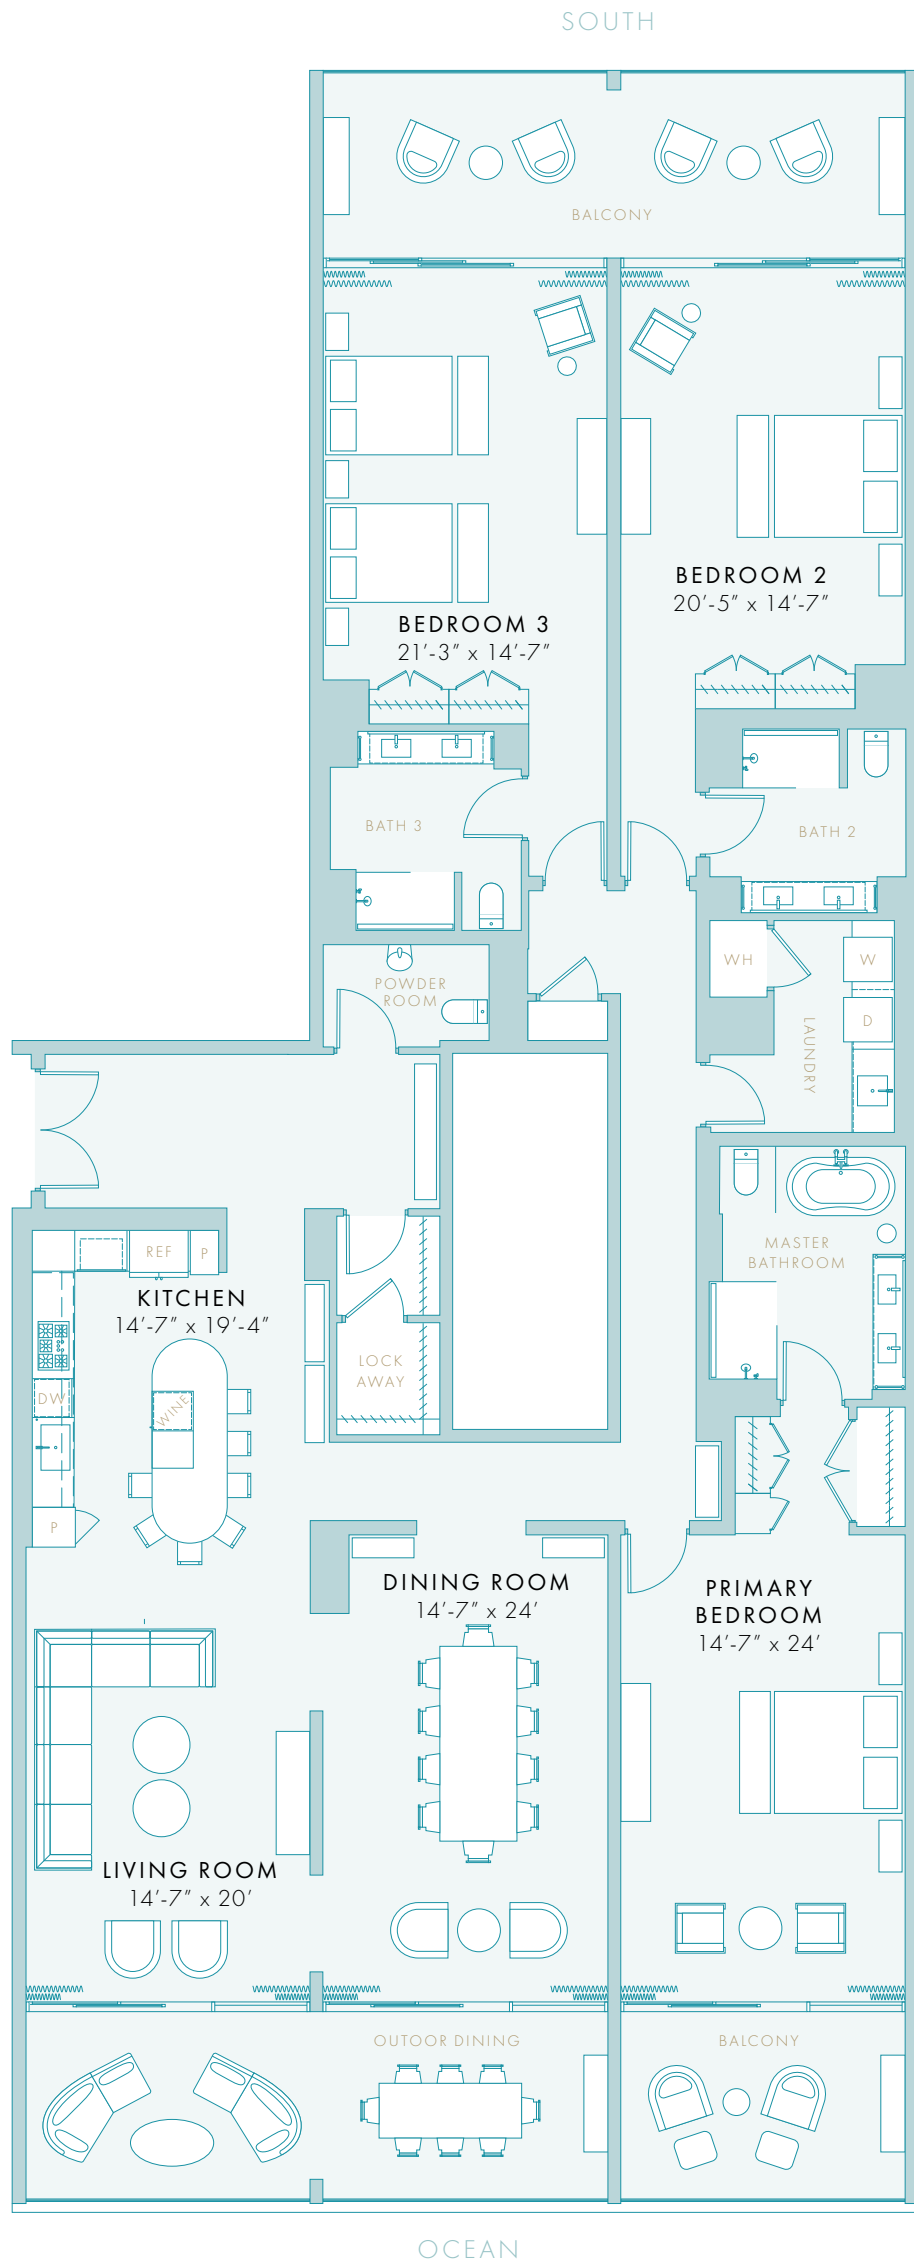 SOUTH
BALCONY
BEDROOM 2
20'-5" x 14'-7"
BEDROOM 3
21'-3" x 14'-7"
BATH 3
BATH 2
POWDER
ROOM
WH
W
D
LAUNDRY
MASTER
BATHROOM
REF
P
KITCHEN
14'-7" x 19'-4"
LOCK
AWAY
DW
WINE
P
DINING ROOM
14'-7" x 24'
PRIMARY
BEDROOM
14'-7" x 24'
LIVING ROOM
14'-7" x 20'
OUTOOR DINING
BALCONY
OCEAN